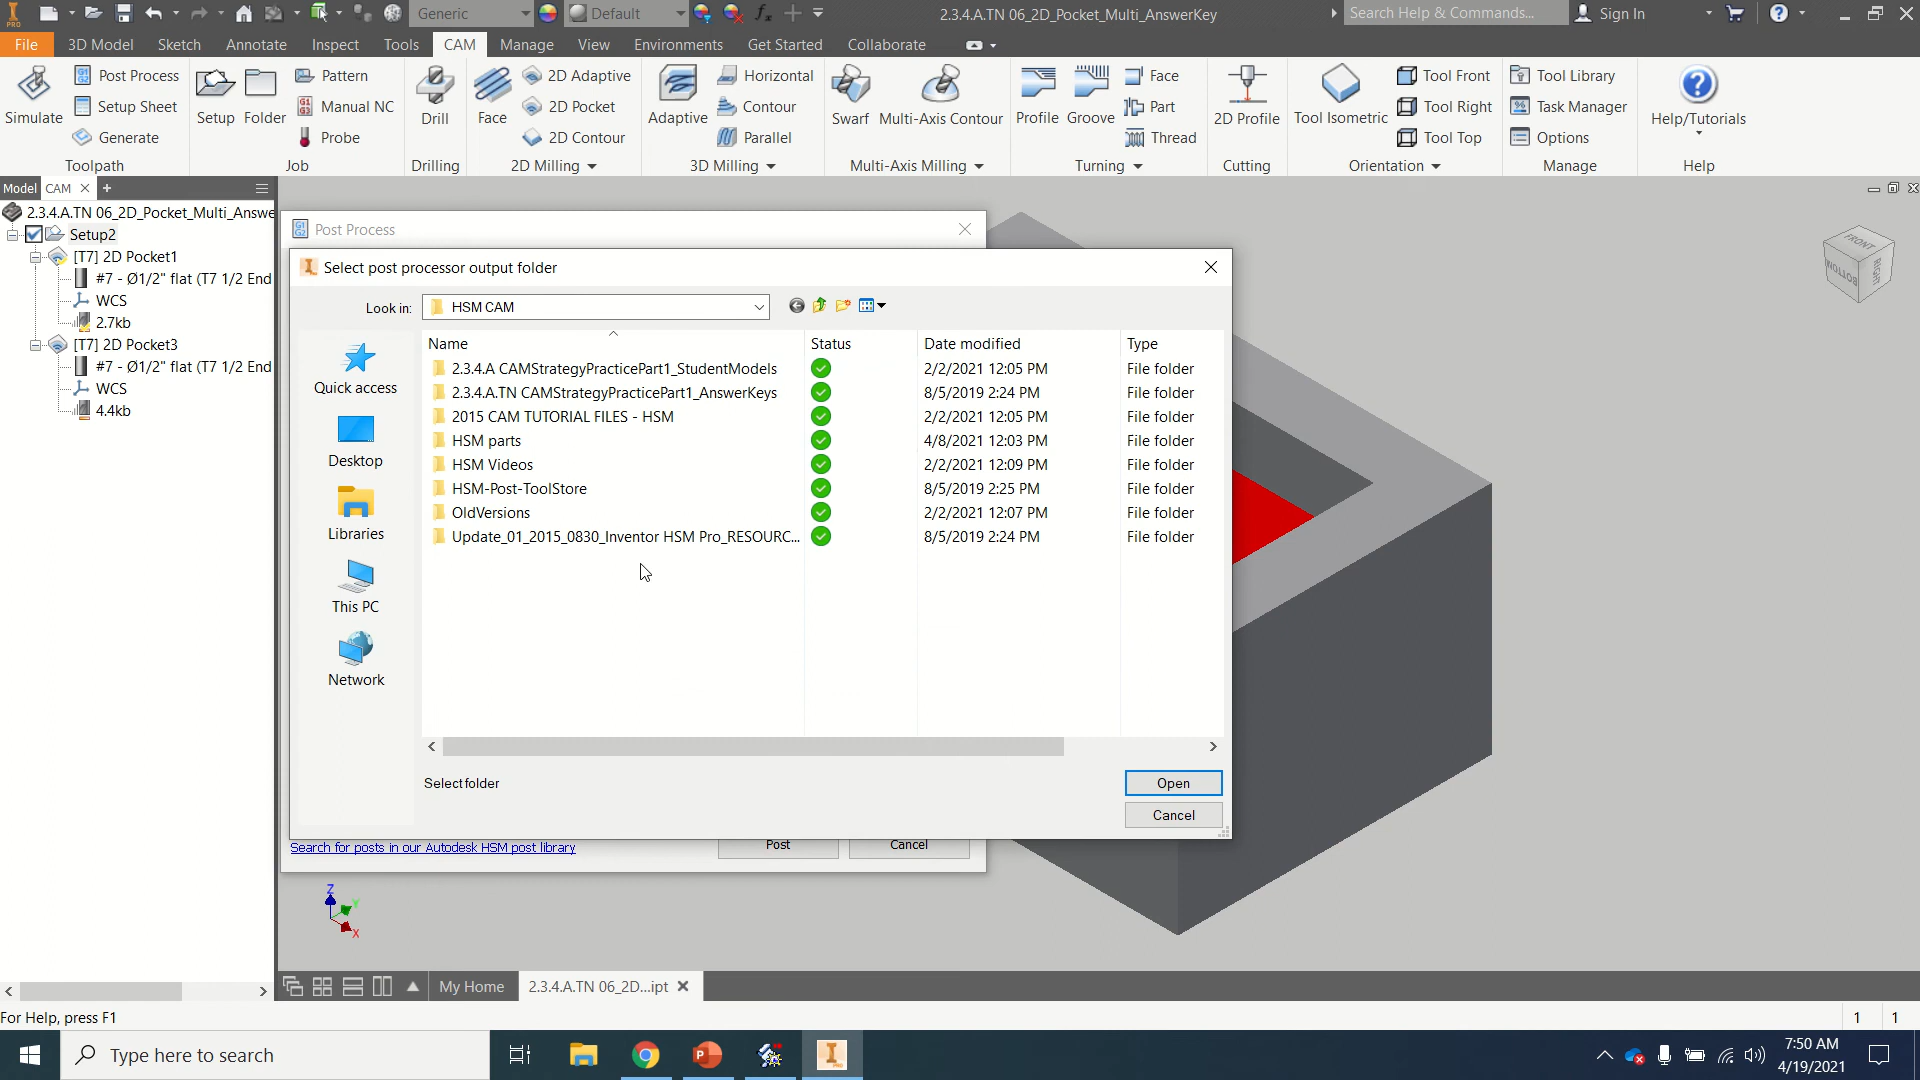 PRO
Generic
Default
2.3.4.A.TN 06_2D_Pocket_Multi_AnswerKey
Search Help & Commands...
Sign In
File
3D Model
Sketch
Annotate
Inspect
Tools
CAM
Manage
View
Environments
Get Started
Collaborate
Simulate
Post Process
Setup Sheet
Generate
Toolpath
Setup
Folder
Pattern
Manual NC
Probe
Job
Drill
Drilling
Face
2D Adaptive
2D Pocket
2D Contour
2D Milling
Adaptive
Horizontal
Contour
Parallel
3D Milling
Swarf
Multi-Axis Contour
Multi-Axis Milling
Profile
Groove
Face
Part
Thread
Turning
2D Profile
Cutting
Tool Isometric
Tool Front
Tool Right
Tool Top
Orientation
Tool Library
Task Manager
Options
Manage
Help/Tutorials
Help
Model
CAM
2.3.4.A.TN 06_2D_Pocket_Multi_Answe
Setup2
[T7] 2D Pocket1
#7 - Ø1/2" flat (T7 1/2 End
WCS
2.7kb
[T7] 2D Pocket3
#7 - Ø1/2" flat (T7 1/2 End
WCS
4.4kb
Post Process
Select post processor output folder
Look in:
HSM CAM
Quick access
Desktop
Libraries
This PC
Network
Name Status Date modified Type
2.3.4.A CAMStrategyPracticePart1_StudentModels 2/2/2021 12:05 PM File folder
2.3.4.A.TN CAMStrategyPracticePart1_AnswerKeys 8/5/2019 2:24 PM File folder
2015 CAM TUTORIAL FILES - HSM 2/2/2021 12:05 PM File folder
HSM parts 4/8/2021 12:03 PM File folder
HSM Videos 2/2/2021 12:09 PM File folder
HSM-Post-ToolStore 8/5/2019 2:25 PM File folder
OldVersions 2/2/2021 12:07 PM File folder
Update_01_2015_0830_Inventor HSM Pro_RESOURC... 8/5/2019 2:24 PM File folder
Select folder
Open
Cancel
Search for posts in our Autodesk HSM post library
Post
Cancel
FRONT
BOTTOM
RIGHT
Z
Y
X
My Home
2.3.4.A.TN 06_2D...ipt
For Help, press F1
1
1
Type here to search
7:50 AM
4/19/2021